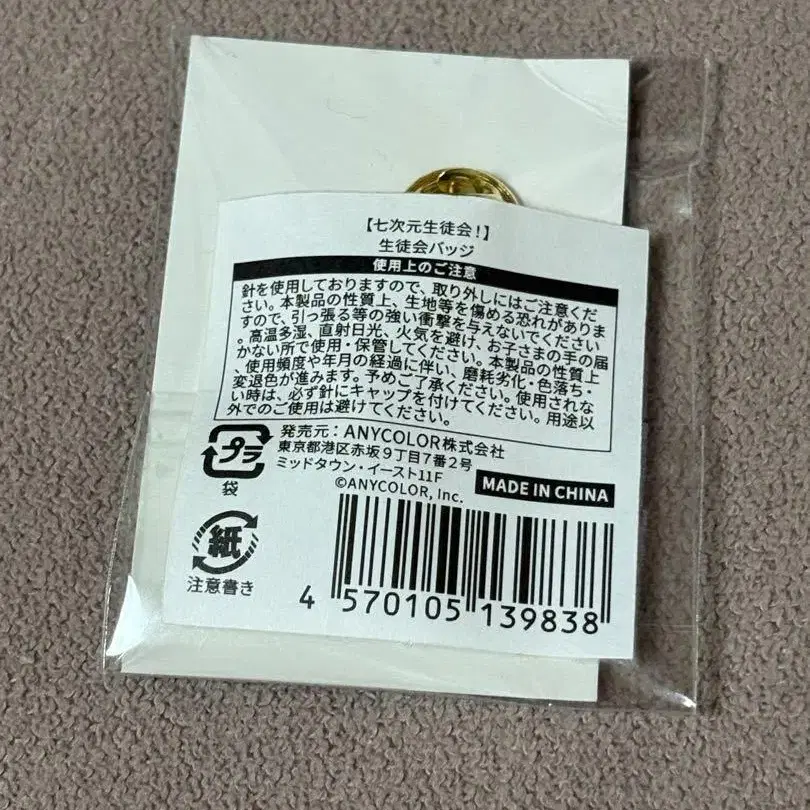 【七次元生徒会！】
生徒会バッジ
使用上のご注意
針を使用しておりますので、取り外しにはご注意くだ
さい。本製品の性質上、生地等を傷める恐れがありま
すので、引っ張る等の強い衝撃を与えないでください
。高温多湿、直射日光、火気を避け、お子さまの手の届
かない所で使用・保管してください。本製品の性質上
、使用頻度や年月の経過に伴い、磨耗劣化・色落ち・
変退色が進みます。予めご了承ください。使用されな
い時は、必ず針にキャップを付けてください。用途以
外でのご使用は避けてください。
プラ
袋
発売元：ANYCOLOR株式会社
東京都港区赤坂９丁目７番２号
ミッドタウン・イースト11F
©ANYCOLOR, Inc.
MADE IN CHINA
紙
注意書き
4 570105 139838